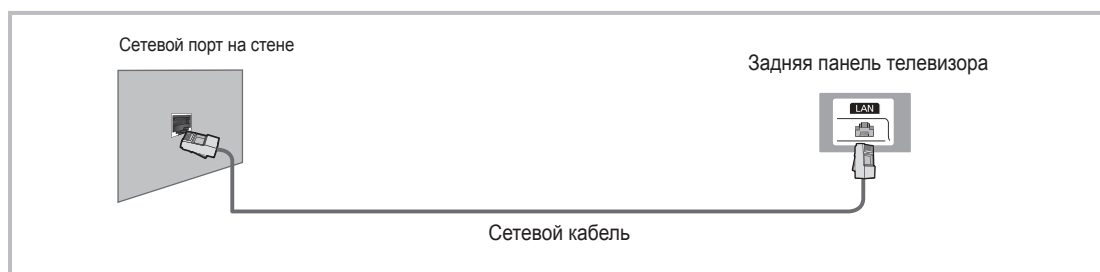 Сетевой порт на стене
Задняя панель телевизора
LAN
Сетевой кабель